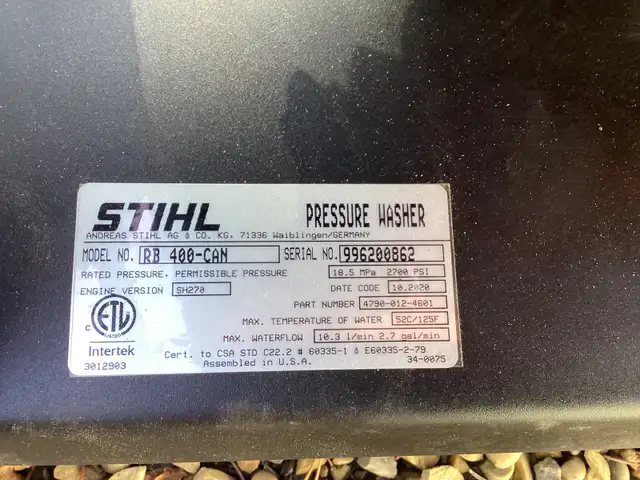 STIHL PRESSURE WASHER
ANDREAS STIHL AG & CO. KG, 71336 Waiblingen/GERMANY
MODEL NO. RB 400-CAN SERIAL NO. 996200862
RATED PRESSURE, PERMISSIBLE PRESSURE 18.5 MPa 2700 PSI
ENGINE VERSION SH270 DATE CODE 10.2020
PART NUMBER 4790-012-4601
MAX. TEMPERATURE OF WATER 52C/125F
MAX. WATERFLOW 10.3 l/min 2.7 gal/min
C ETL LISTED
Intertek
3012903
Cert. to CSA STD C22.2 # 60335-1 & E60335-2-79
Assembled in U.S.A. 34-0075